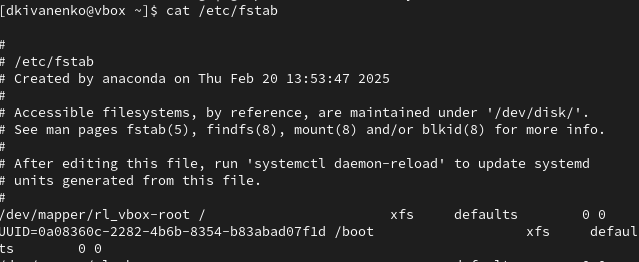 [dkivanenko@vbox ~]$ cat /etc/fstab
#
# /etc/fstab
# Created by anaconda on Thu Feb 20 13:53:47 2025
#
# Accessible filesystems, by reference, are maintained under '/dev/disk/'.
# See man pages fstab(5), findfs(8), mount(8) and/or blkid(8) for more info.
#
# After editing this file, run 'systemctl daemon-reload' to update systemd
# units generated from this file.
#
/dev/mapper/rl_vbox-root /                       xfs     defaults        0 0
UUID=0a08360c-2282-4b6b-8354-b83abad07f1d /boot                   xfs     defaul
ts        0 0